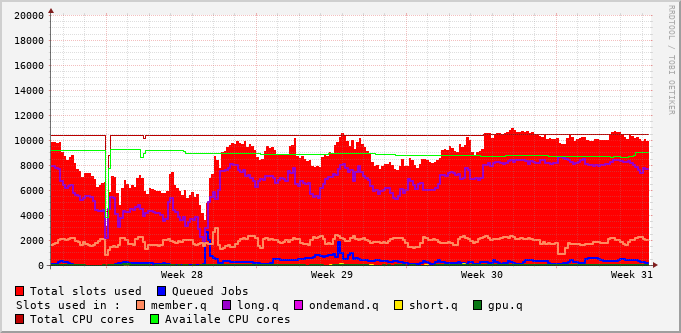 20000
18000
16000
14000
12000
10000
8000
6000
4000
2000
0
Week 28 Week 29 Week 30 Week 31
Total slots used Queued Jobs
Slots used in : member.q long.q ondemand.q short.q gpu.q
Total CPU cores Availale CPU cores
RRDTOOL / TOBI OETIKER